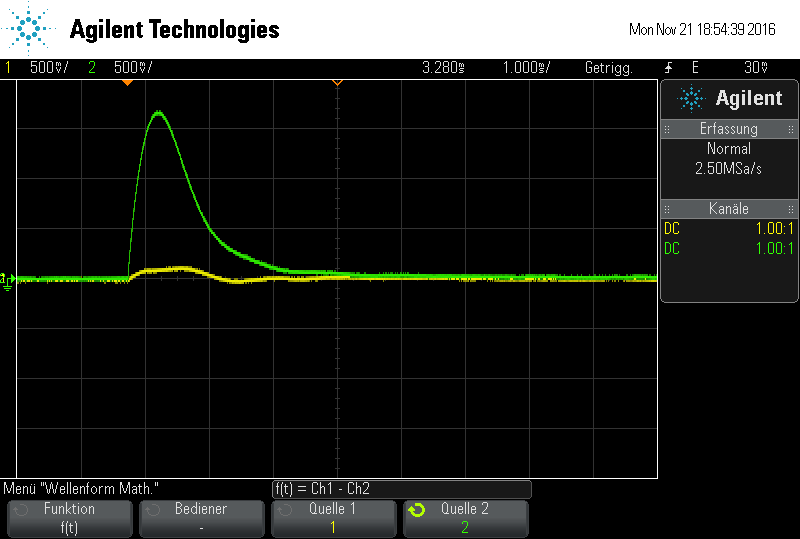 Agilent Technologies
Mon Nov 21 18:54:39 2016
1 500mV/ 2 500mV/ 3.280ms 1.000ms/ Getrigg. E 30mV
Agilent
Erfassung
Normal
2.50MSa/s
Kanäle
DC 1.00:1
DC 1.00:1
Menü "Wellenform Math."
f(t) = Ch1 - Ch2
Funktion
f(t)
Bediener
-
Quelle 1
1
Quelle 2
2